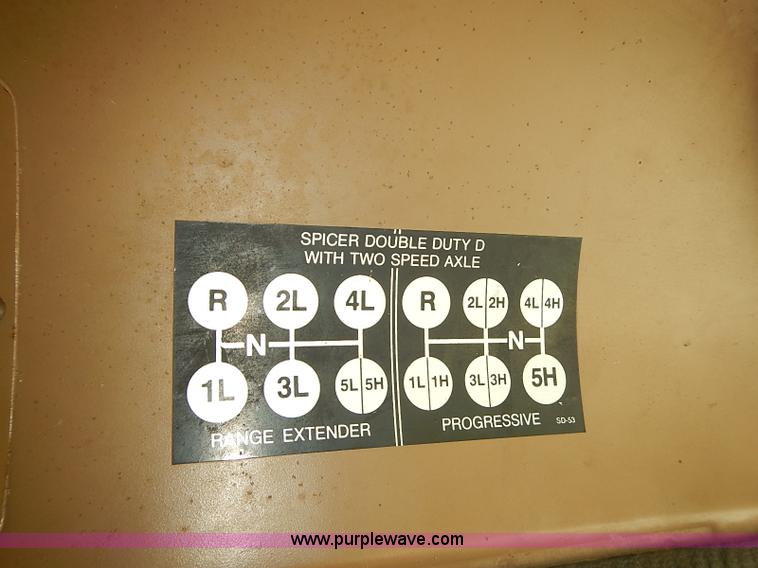 SPICER DOUBLE DUTY D
WITH TWO SPEED AXLE
R 2L 4L
N
1L 3L 5L 5H
RANGE EXTENDER
R 2L 2H 4L 4H
N
1L 1H 3L 3H 5H
PROGRESSIVE
SD-53
www.purplewave.com